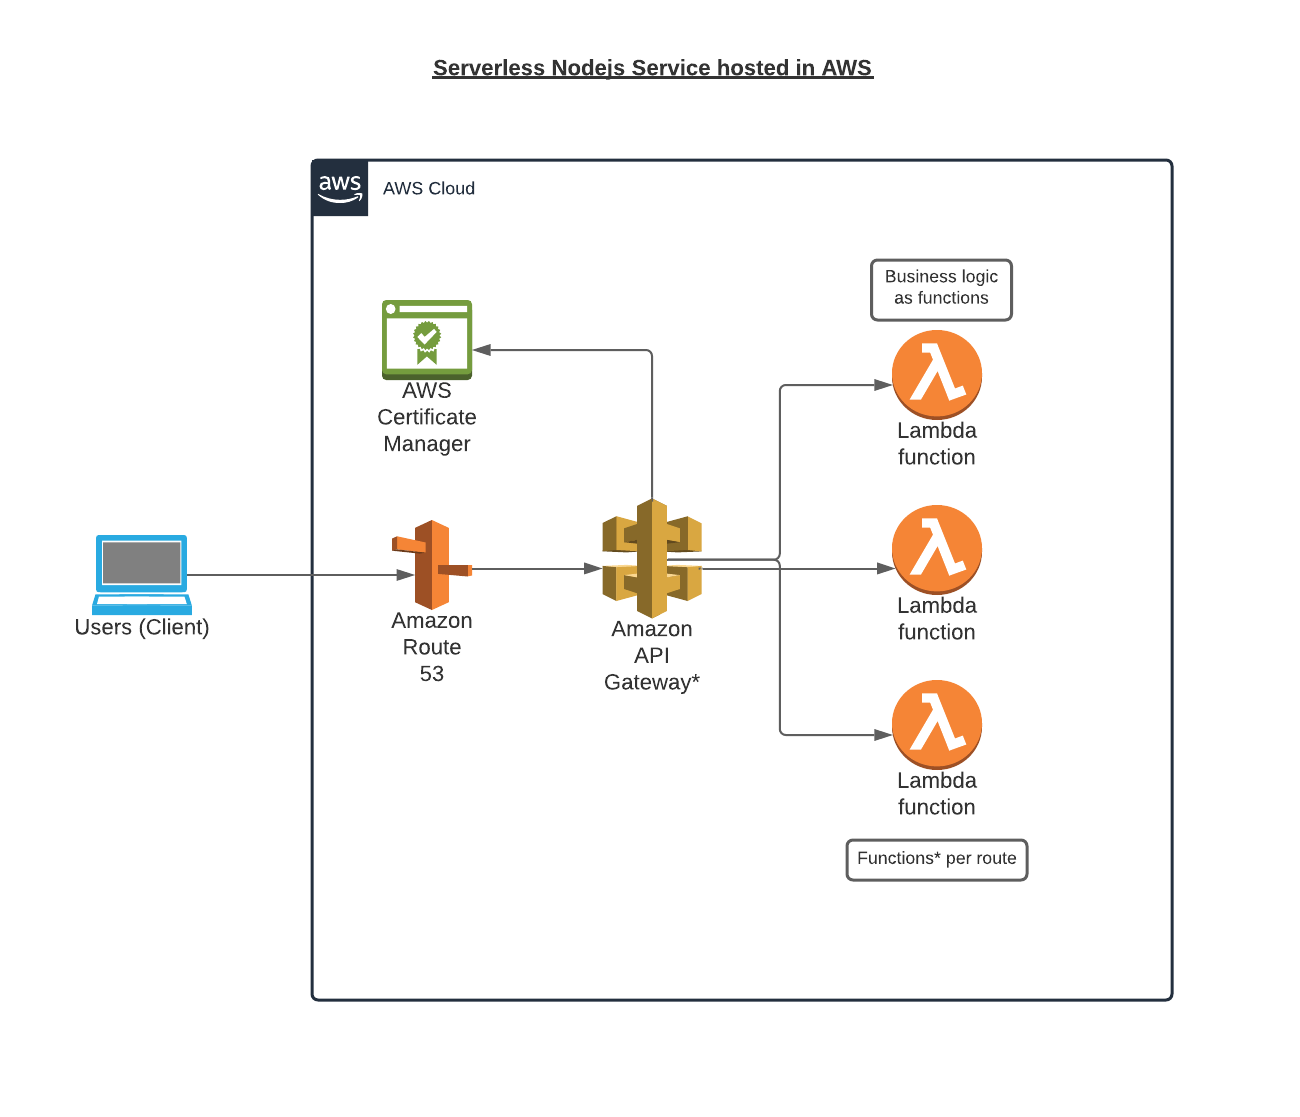 Serverless Nodejs Service hosted in AWS
aws
AWS Cloud
Business logic
as functions
AWS
Certificate
Manager
Lambda
function
Users (Client)
Amazon
Route
53
Amazon
API
Gateway*
Lambda
function
Lambda
function
Functions* per route